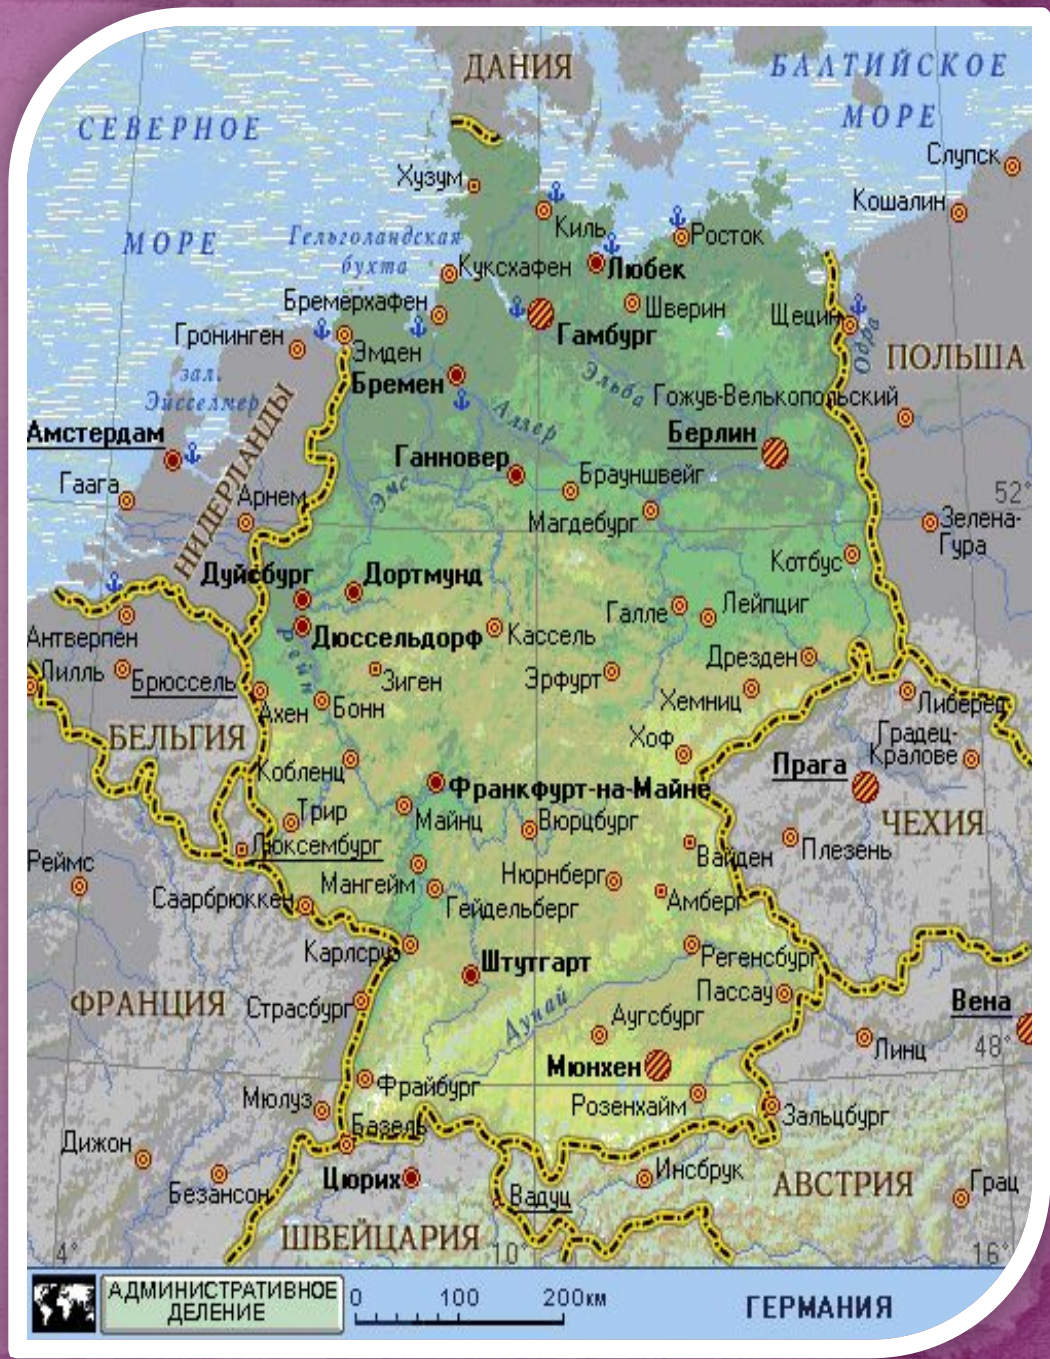 ДАНИЯ
БАЛТИЙСКОЕ
МОРЕ
СЕВЕРНОЕ
МОРЕ
Слупск
Хузум
Кошалин
Киль
Гельголандская
бухта
Росток
Куксхафен
Любек
Бремерхафен
Шверин
Щецин
Гронинген
Эмден
Гамбург
Одра
ПОЛЬША
зал.
Эйсселмер
Бремен
Эльба
Гожув-Велькопольский
Аллер
Амстердам
НИДЕРЛАНДЫ
Берлин
Ганновер
Брауншвейг
Гаага
Эмс
52°
Арнем
Магдебург
Зелена-
Гура
Котбус
Дуйсбург
Дортмунд
Галле
Лейпциг
Антверпен
Дюссельдорф
Кассель
Рейн
Дрезден
Лилль
Брюссель
Зиген
Эрфурт
Хемниц
Либерец
Ахен
Бонн
БЕЛЬГИЯ
Хоф
Градец-
Кралове
Кобленц
Прага
Франкфурт-на-Майне
Трир
Майнц
Вюрцбург
ЧЕХИЯ
Люксембург
Вайден
Плезень
Реймс
Мангейм
Нюрнберг
Саарбрюккен
Гейдельберг
Амберг
Карлсруэ
Штутгарт
Регенсбург
ФРАНЦИЯ
Страсбург
Дунай
Пассау
Вена
Аугсбург
Линц
48°
Мюнхен
Фрайбург
Мюлуз
Розенхайм
Зальцбург
Базель
Дижон
Цюрих
Инсбрук
Безансон
Вадуц
АВСТРИЯ
Грац
ШВЕЙЦАРИЯ
4°
10°
16°
АДМИНИСТРАТИВНОЕ
ДЕЛЕНИЕ
0 100 200км
ГЕРМАНИЯ